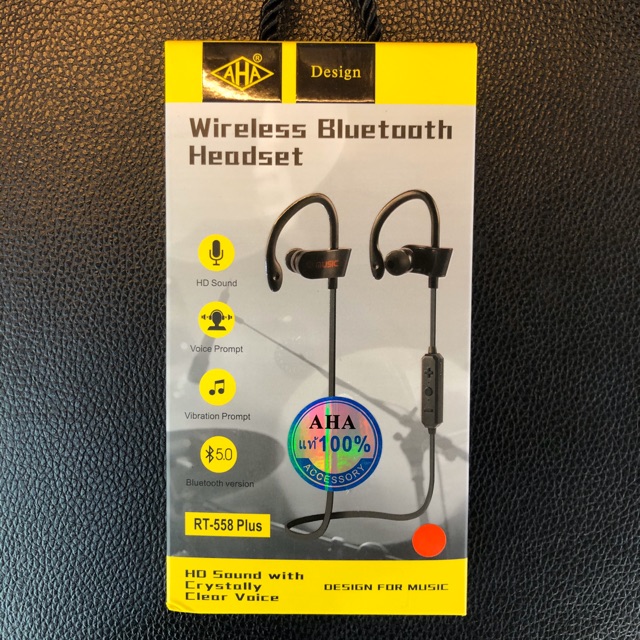 AHA®
Design
Wireless Bluetooth
Headset
HD Sound
MUSIC
Voice Prompt
Vibration Prompt
5.0
Bluetooth version
AHA
แท้100%
ACCESSORY
RT-558 Plus
HD Sound with
Crystally
Clear Voice
DESIGN FOR MUSIC